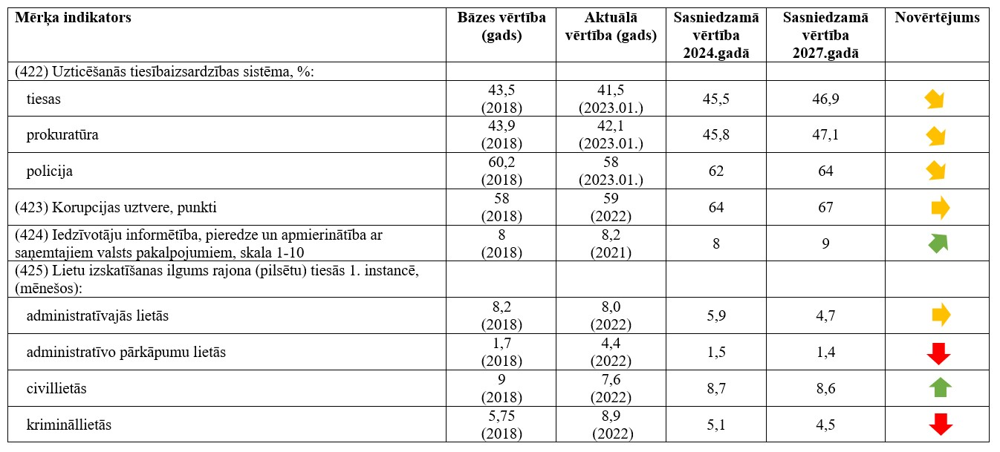 Mērķa indikators
Bāzes vērtība
(gads)
Aktuālā
vērtība (gads)
Sasniedzamā
vērtība
2024.gadā
Sasniedzamā
vērtība
2027.gadā
Novērtējums
(422) Uzticēšanās tiesībaizsardzības sistēma, %:
tiesas
43,5
(2018)
41,5
(2023.01.)
45,5
46,9
prokuratūra
43,9
(2018)
42,1
(2023.01.)
45,8
47,1
policija
60,2
(2018)
58
(2023.01.)
62
64
(423) Korupcijas uztvere, punkti
58
(2018)
59
(2022)
64
67
(424) Iedzīvotāju informētība, pieredze un apmierinātība ar
saņemtajiem valsts pakalpojumiem, skala 1-10
8
(2018)
8,2
(2021)
8
9
(425) Lietu izskatīšanas ilgums rajona (pilsētu) tiesās 1. instancē,
(mēnešos):
administratīvajās lietās
8,2
(2018)
8,0
(2022)
5,9
4,7
administratīvo pārkāpumu lietās
1,7
(2018)
4,4
(2022)
1,5
1,4
civillietās
9
(2018)
7,6
(2022)
8,7
8,6
krimināllietās
5,75
(2018)
8,9
(2022)
5,1
4,5